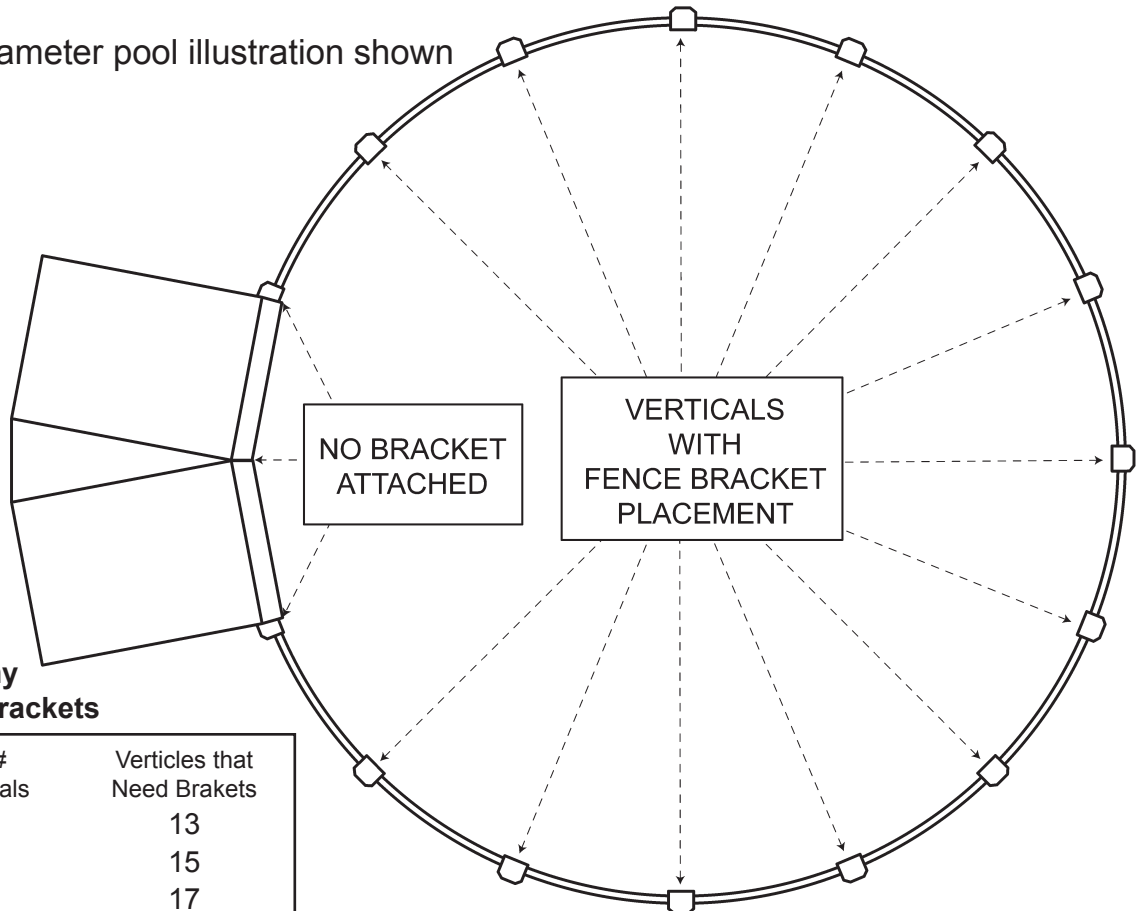 ameter pool illustration shown
NO BRACKET
ATTACHED
VERTICALS
WITH
FENCE BRACKET
PLACEMENT
rackets
# Verticles that
als Need Brakets
13
15
17